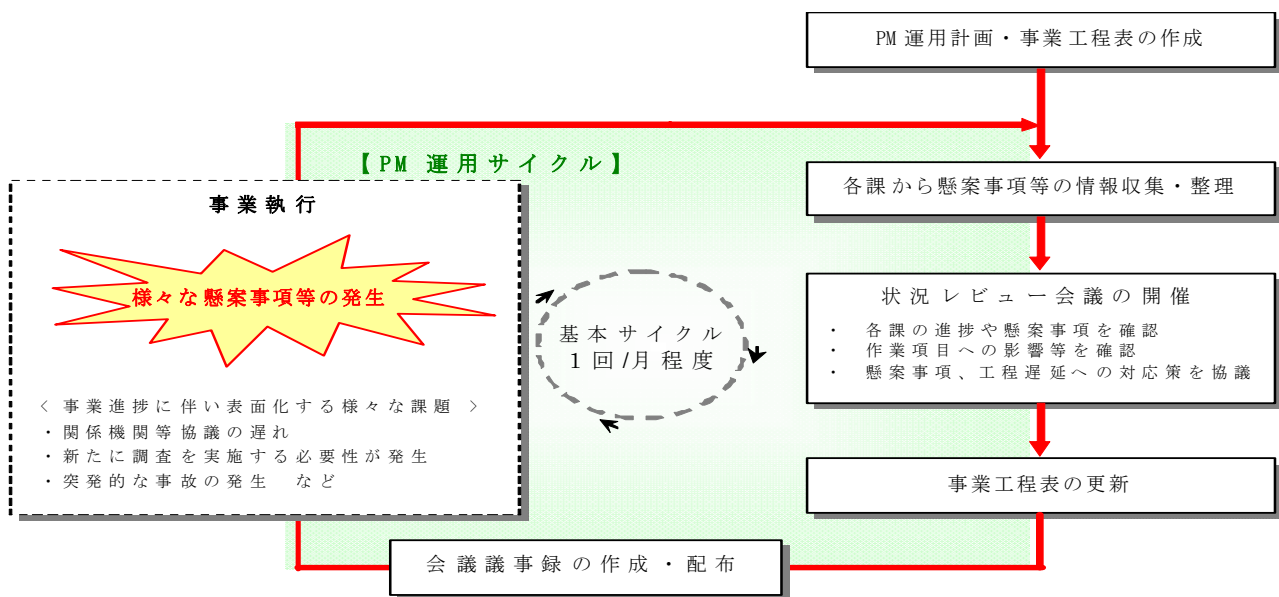 PM運用計画・事業工程表の作成
【PM 運用サイクル】
各課から懸案事項等の情報収集・整理
事業執行
様々な懸案事項等の発生
状況レビュー会議の開催
・ 各課の進捗や懸案事項を確認
・ 作業項目への影響等を確認
・ 懸案事項、工程遅延への対応策を協議
基本サイクル
1回/月程度
< 事業進捗に伴い表面化する様々な課題 >
・関係機関等協議の遅れ
・新たに調査を実施する必要性が発生
・突発的な事故の発生 など
事業工程表の更新
会議議事録の作成・配布